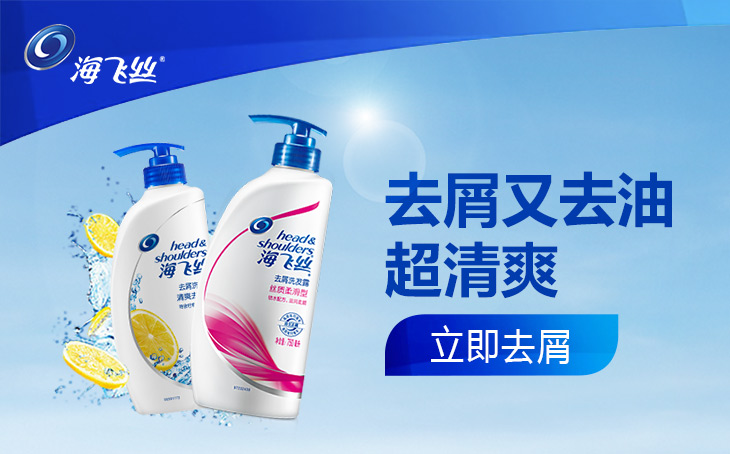 海飞丝®
去屑又去油
超清爽
立即去屑
head&
shoulders
海飞丝
head&
shoulders
海飞丝
去屑洗发露
丝质柔滑型